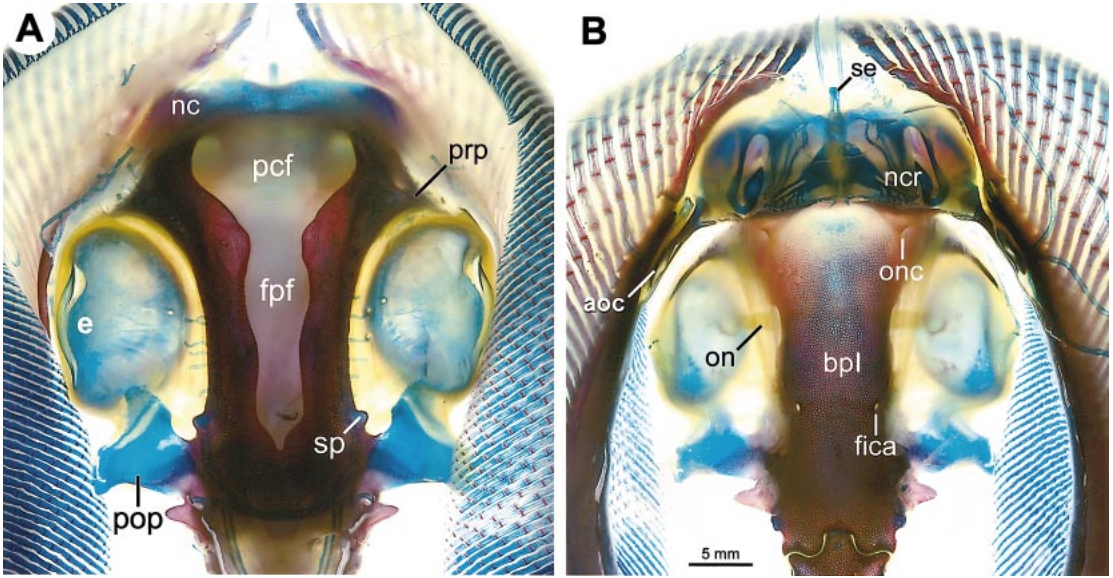 A
nc
pcf
prp
fpf
e
sp
pop
B
se
ncr
onc
aoc
on
bpl
fica
5 mm